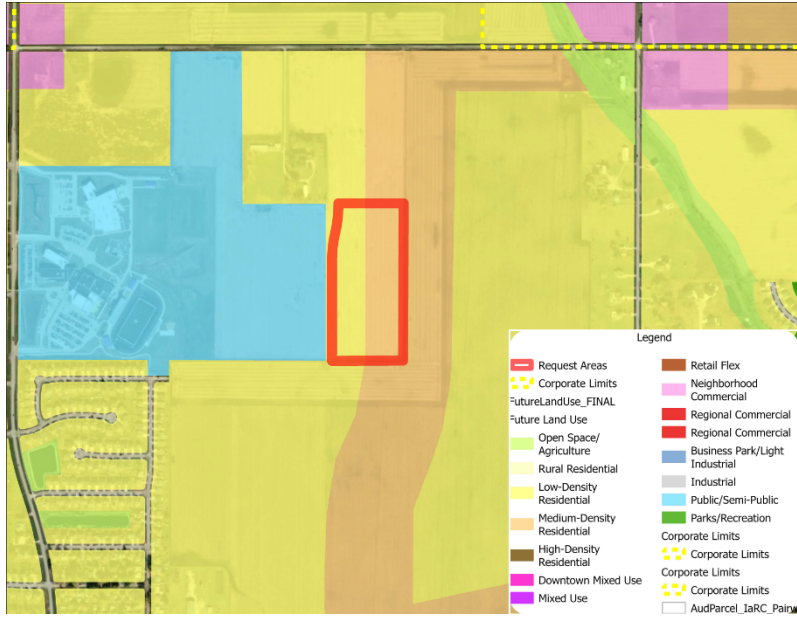 Legend
Request Areas
Corporate Limits
FutureLandUse_FINAL
Future Land Use
Open Space/
Agriculture
Rural Residential
Low-Density
Residential
Medium-Density
Residential
High-Density
Residential
Downtown Mixed Use
Mixed Use
Retail Flex
Neighborhood
Commercial
Regional Commercial
Regional Commercial
Business Park/Light
Industrial
Industrial
Public/Semi-Public
Parks/Recreation
Corporate Limits
Corporate Limits
Corporate Limits
Corporate Limits